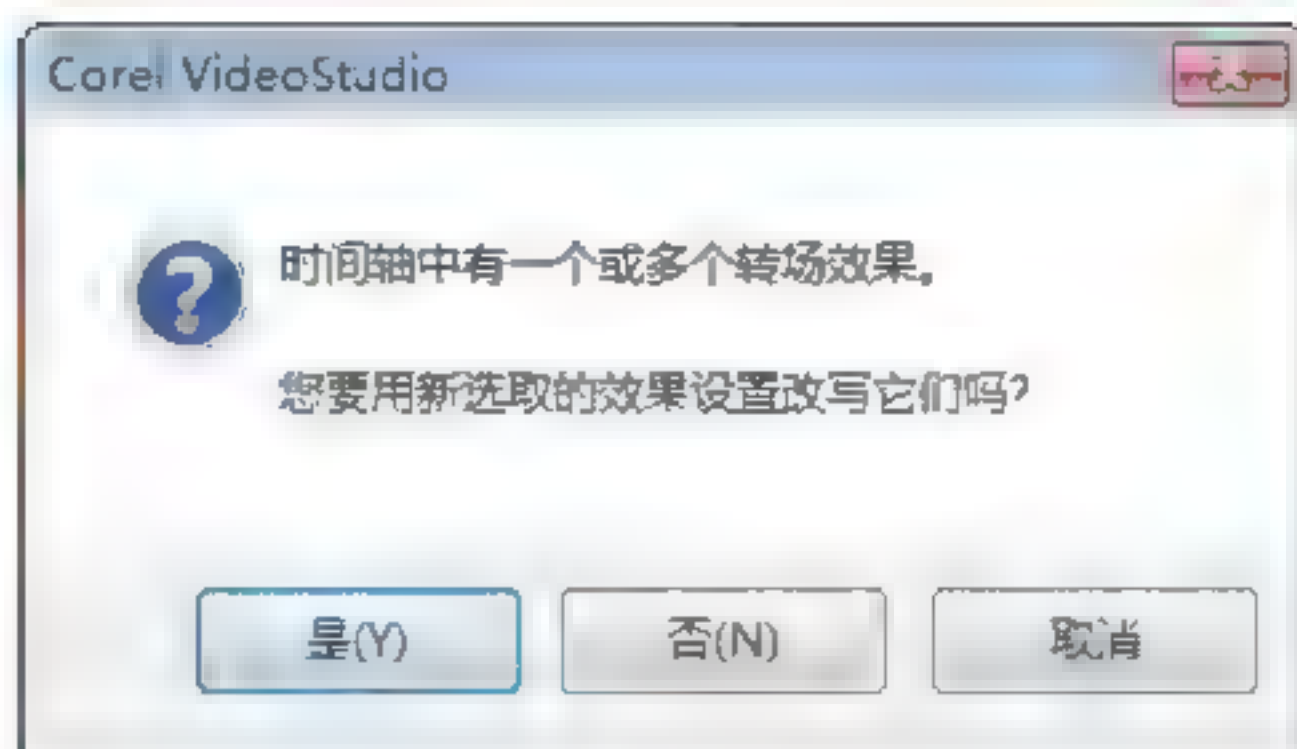 Corel VideoStudio
时间轴中有一个或多个转场效果。
您要用新选取的效果设置改写它们吗?
是(Y)
否(N)
取消